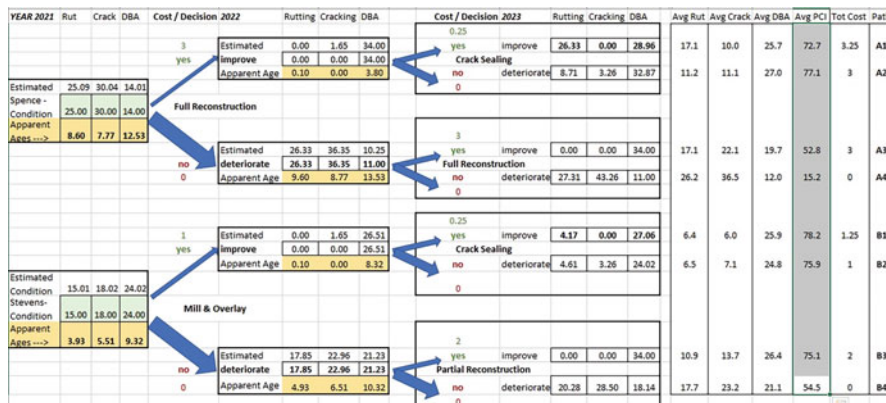 YEAR 2021 Rut Crack DBA Cost / Decision 2022 Rutting Cracking DBA Cost / Decision 2023 Rutting Cracking DBA Avg Rut Avg Crack Avg DBA Avg PCI Tot Cost Pat
0.25
3 Estimated 0.00 1.65 34.00 yes improve 26.33 0.00 28.96 17.1 10.0 25.7 72.7 3.25 A1
yes improve 0.00 0.00 34.00 Crack Sealing
Apparent Age 0.10 0.00 3.80 no deteriorate 8.71 3.26 32.87 11.2 11.1 27.0 77.1 3 A2
Estimated 25.09 30.04 14.01 0
Spence -
Condition 25.00 30.00 14.00 Full Reconstruction
Apparent
Ages ---> 8.60 7.77 12.53 3
Estimated 26.33 36.35 10.25 yes improve 0.00 0.00 34.00 17.1 22.1 19.7 52.8 3 A3
no deteriorate 26.33 36.35 11.00 Full Reconstruction
0 Apparent Age 9.60 8.77 13.53 no deteriorate 27.31 43.26 11.00 26.2 36.5 12.0 15.2 0 A4
0
0.25
1 Estimated 0.00 1.65 26.51 yes improve 4.17 0.00 27.06 6.4 6.0 25.9 78.2 1.25 B1
yes improve 0.00 0.00 26.51 Crack Sealing
Apparent Age 0.10 0.00 8.32 no deteriorate 4.61 3.26 24.02 6.5 7.1 24.8 75.9 1 B2
Estimated
Condition 15.01 18.02 24.02 0
Stevens-
Condition 15.00 18.00 24.00 Mill & Overlay
Apparent
Ages ---> 3.93 5.51 9.32 2
Estimated 17.85 22.96 21.23 yes improve 0.00 0.00 34.00 10.9 13.7 26.4 75.1 2 B3
no deteriorate 17.85 22.96 21.23 Partial Reconstruction
0 Apparent Age 4.93 6.51 10.32 no deteriorate 20.28 28.50 18.14 17.7 23.2 21.1 54.5 0 B4
0